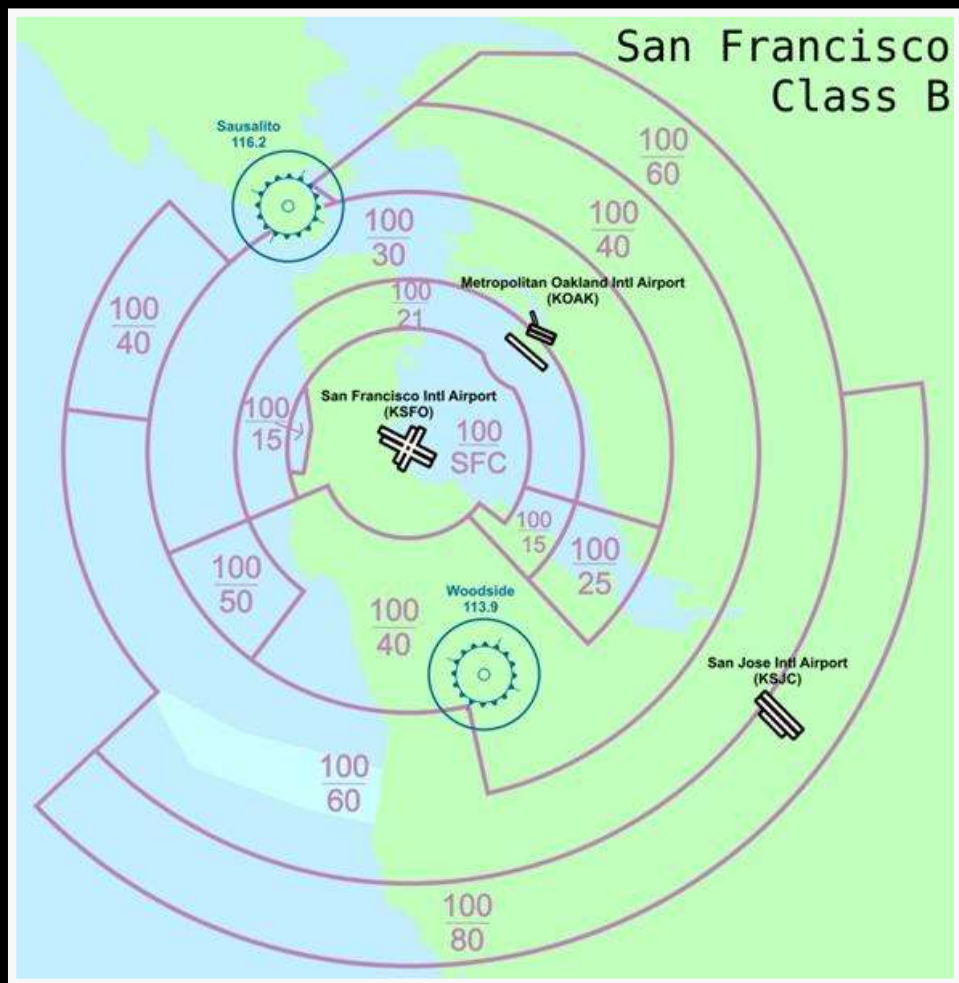 San Francisco
Class B
Sausalito
116.2
100
60
100
40
100
30
Metropolitan Oakland Intl Airport
(KOAK)
100
21
100
40
San Francisco Intl Airport
(KSFO)
100
15
100
SFC
100
15
100
25
100
50
Woodside
113.9
100
40
San Jose Intl Airport
(KSJC)
100
60
100
80